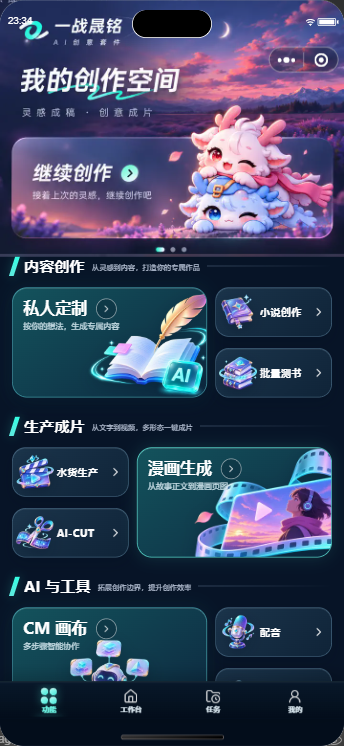 23:34
一战晟铭
AI创意套件
我的创作空间
灵感成稿 · 创意成片
继续创作
接着上次的灵感，继续创作吧
9
内容创作 从灵感到内容，打造你的专属作品
私人定制
按你的想法，生成专属内容
AI
小说创作
批量测书
生产成片 从文字到视频，多形态一键成片
水货生产
AI-CUT
漫画生成
从故事正文到漫画页面
AI 与工具 拓展创作边界，提升创作效率
CM 画布
多步骤智能协作
配音
功能
工作台
任务
我的